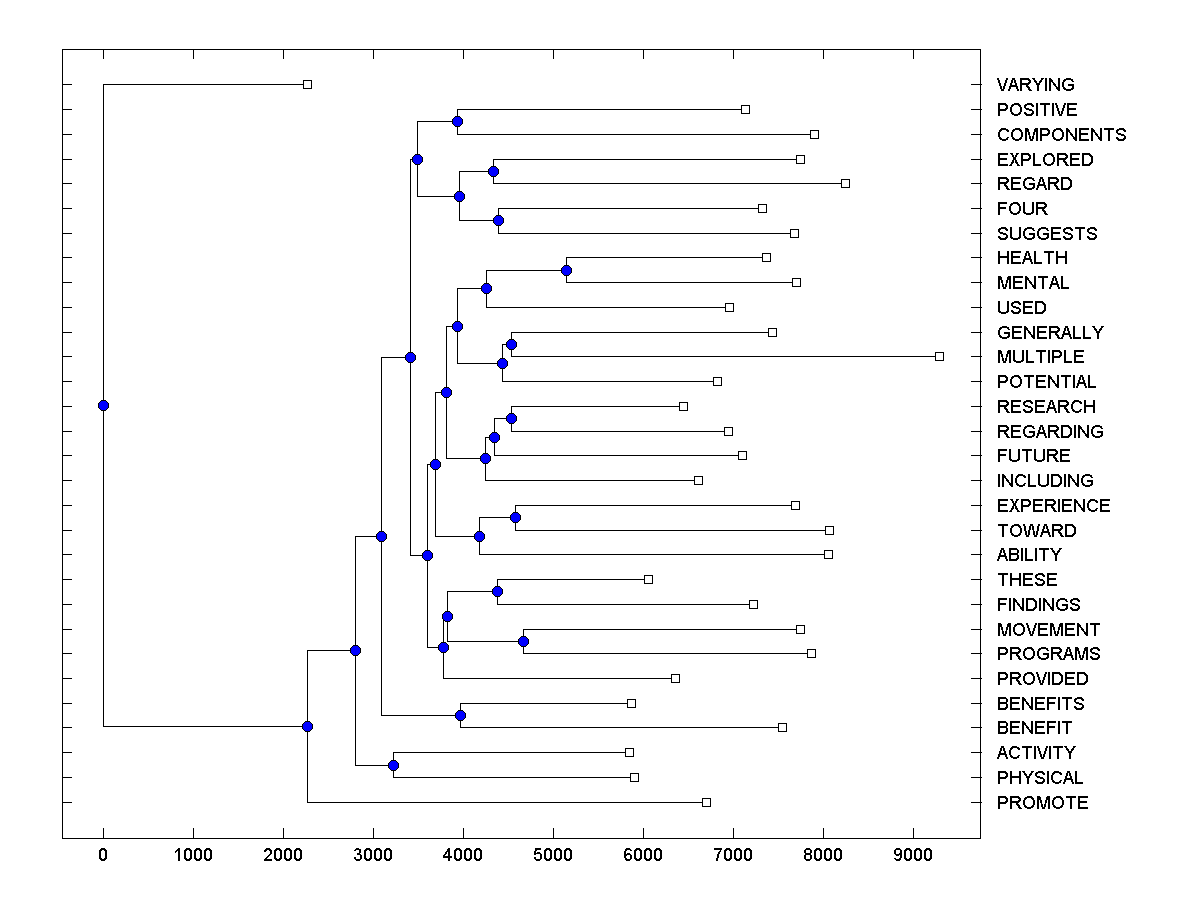 VARYING
POSITIVE
COMPONENTS
EXPLORED
REGARD
FOUR
SUGGESTS
HEALTH
MENTAL
USED
GENERALLY
MULTIPLE
POTENTIAL
RESEARCH
REGARDING
FUTURE
INCLUDING
EXPERIENCE
TOWARD
ABILITY
THESE
FINDINGS
MOVEMENT
PROGRAMS
PROVIDED
BENEFITS
BENEFIT
ACTIVITY
PHYSICAL
PROMOTE
0 1000 2000 3000 4000 5000 6000 7000 8000 9000